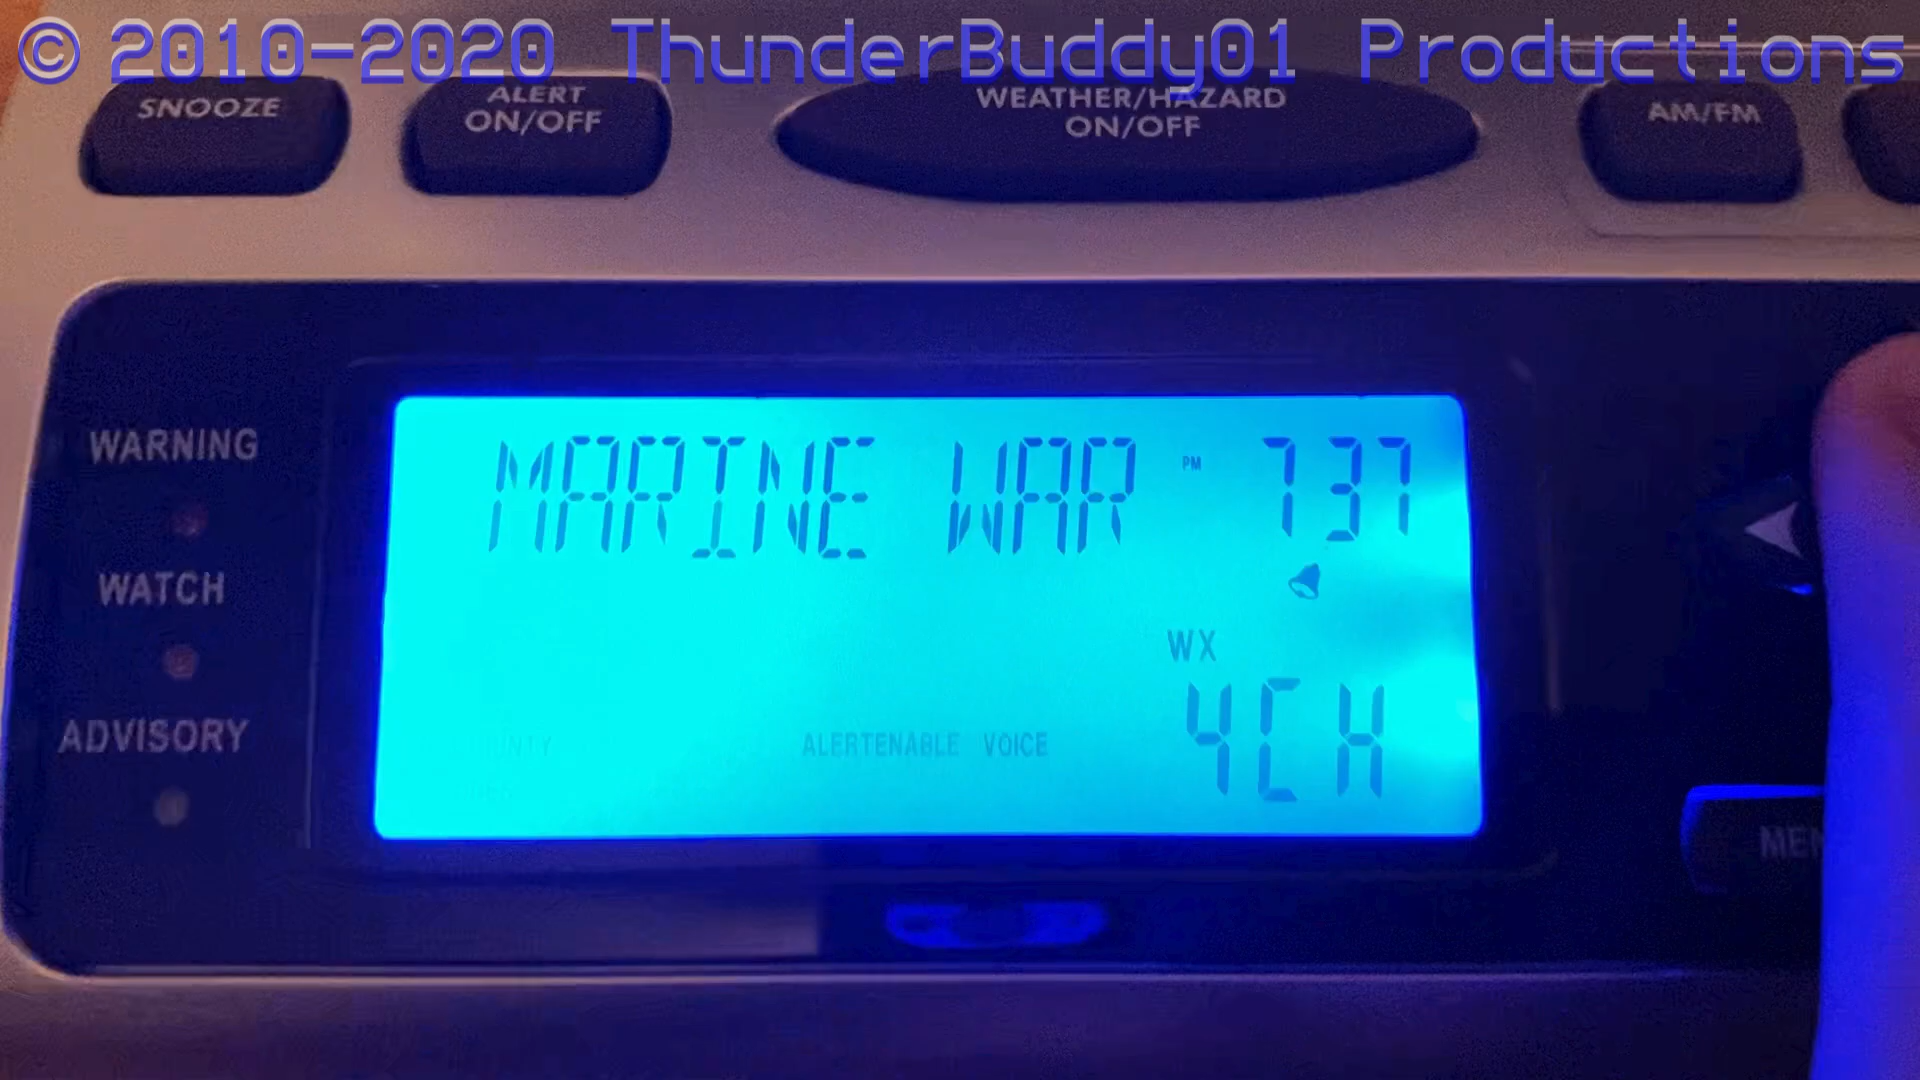 © 2010-2020 ThunderBuddy01 Productions
SNOOZE
ALERT
ON/OFF
WEATHER/HAZARD
ON/OFF
AM/FM
WARNING
MARINE WAR PM 737
WATCH
WX
ADVISORY
ALERTENABLE VOICE
4CH